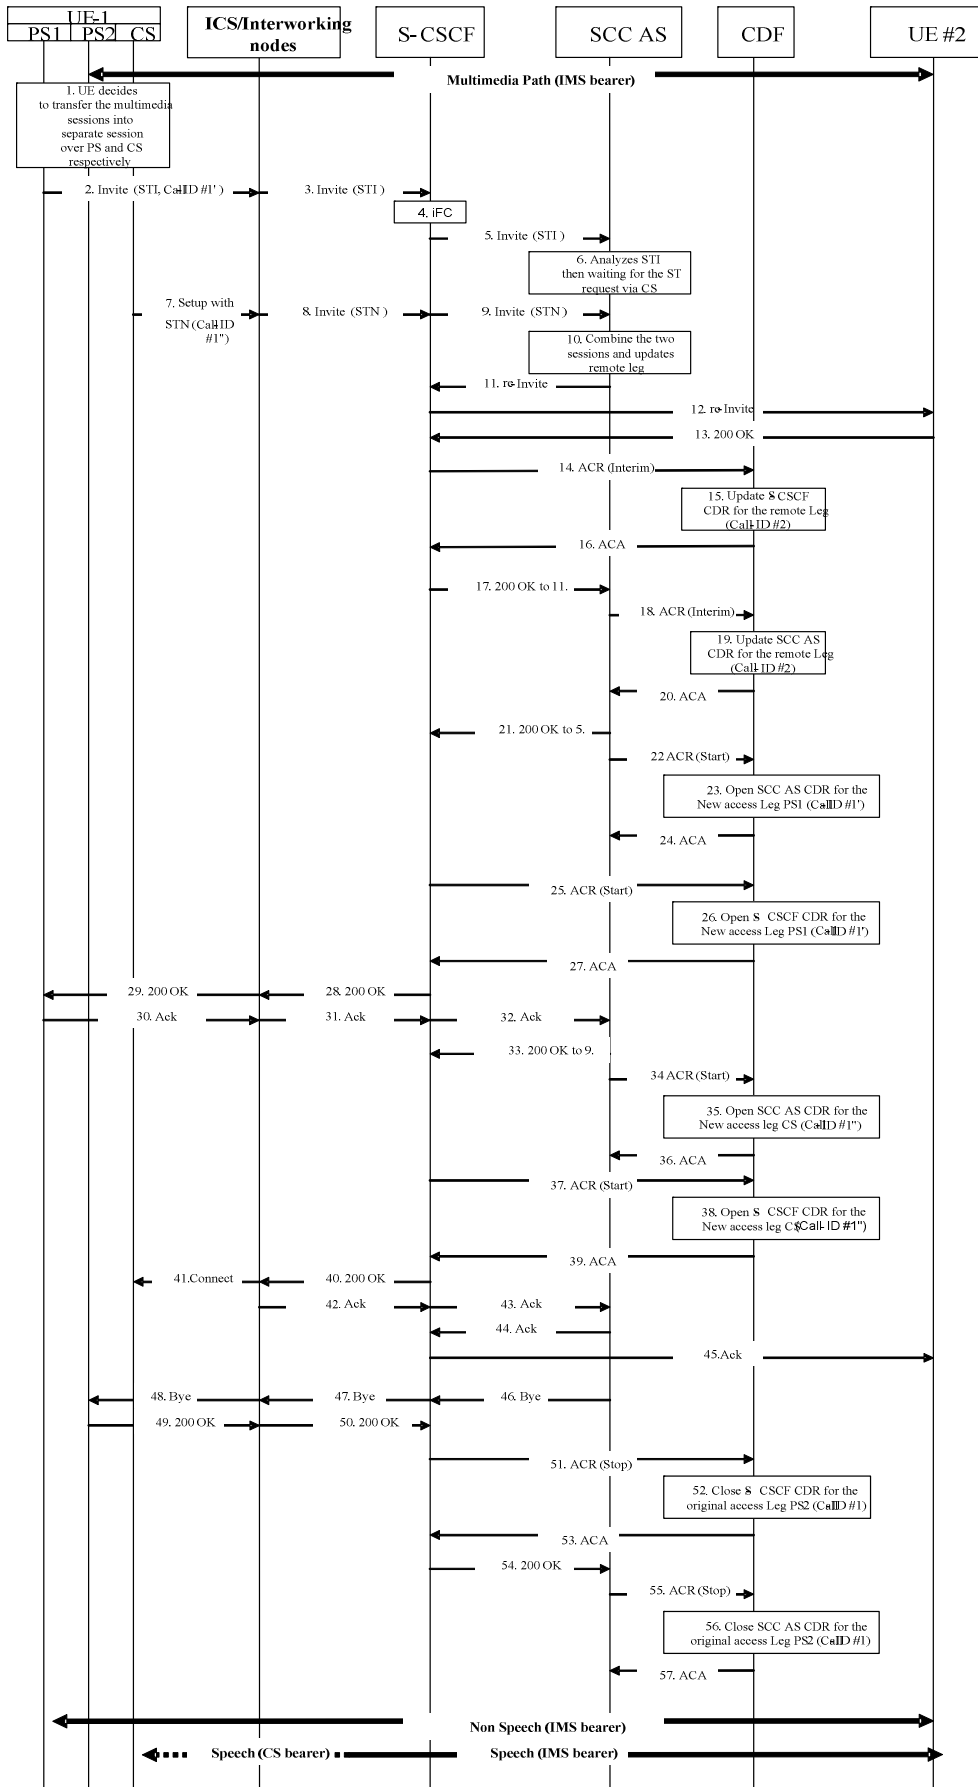 UE-1
PS1 PS2 CS
ICS/Interworking
nodes
S-CSCF
SCC AS
CDF
UE #2
Multimedia Path (IMS bearer)
1. UE decides
to transfer the multimedia
sessions into
separate session
over PS and CS
respectively
2. Invite (STI, Call-ID #1')
3. Invite (STI)
4. iFC
5. Invite (STI)
6. Analyzes STI
then waiting for the ST
request via CS
7. Setup with
STN (Call-ID
#1")
8. Invite (STN)
9. Invite (STN)
10. Combine the two
sessions and updates
remote leg
11. re-Invite
12. re-Invite
13. 200 OK
14. ACR (Interim)
15. Update S-CSCF
CDR for the remote Leg
(Call-ID #2)
16. ACA
17. 200 OK to 11.
18. ACR (Interim)
19. Update SCC AS
CDR for the remote Leg
(Call-ID #2)
20. ACA
21. 200 OK to 5.
22 ACR (Start)
23. Open SCC AS CDR for the
New access Leg PS1 (Call-ID #1')
24. ACA
25. ACR (Start)
26. Open S-CSCF CDR for the
New access Leg PS1 (Call-ID #1')
27. ACA
29. 200 OK
28. 200 OK
30. Ack
31. Ack
32. Ack
33. 200 OK to 9.
34 ACR (Start)
35. Open SCC AS CDR for the
New access leg CS (Call-ID #1")
36. ACA
37. ACR (Start)
38. Open S-CSCF CDR for the
New access leg CS (Call-ID #1")
39. ACA
41.Connect
40. 200 OK
42. Ack
43. Ack
44. Ack
45.Ack
48. Bye
47. Bye
46. Bye
49. 200 OK
50. 200 OK
51. ACR (Stop)
52. Close S-CSCF CDR for the
original access Leg PS2 (Call-ID #1)
53. ACA
54. 200 OK
55. ACR (Stop)
56. Close SCC AS CDR for the
original access Leg PS2 (Call-ID #1)
57. ACA
Non Speech (IMS bearer)
Speech (CS bearer)
Speech (IMS bearer)